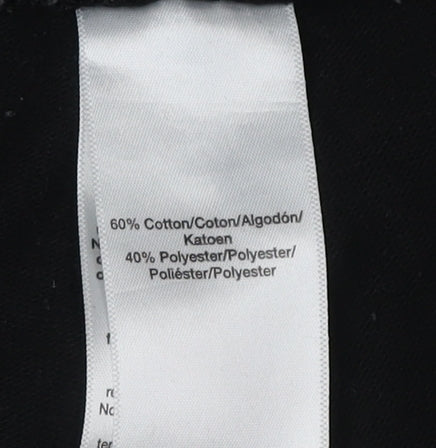 60% Cotton/Coton/Algodón/
Katoen
40% Polyester/Polyester/
Poliéster/Polyester